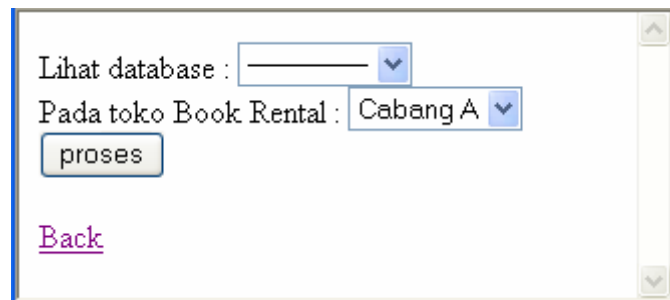 Lihat database : ────────
Pada toko Book Rental : Cabang A
proses
Back